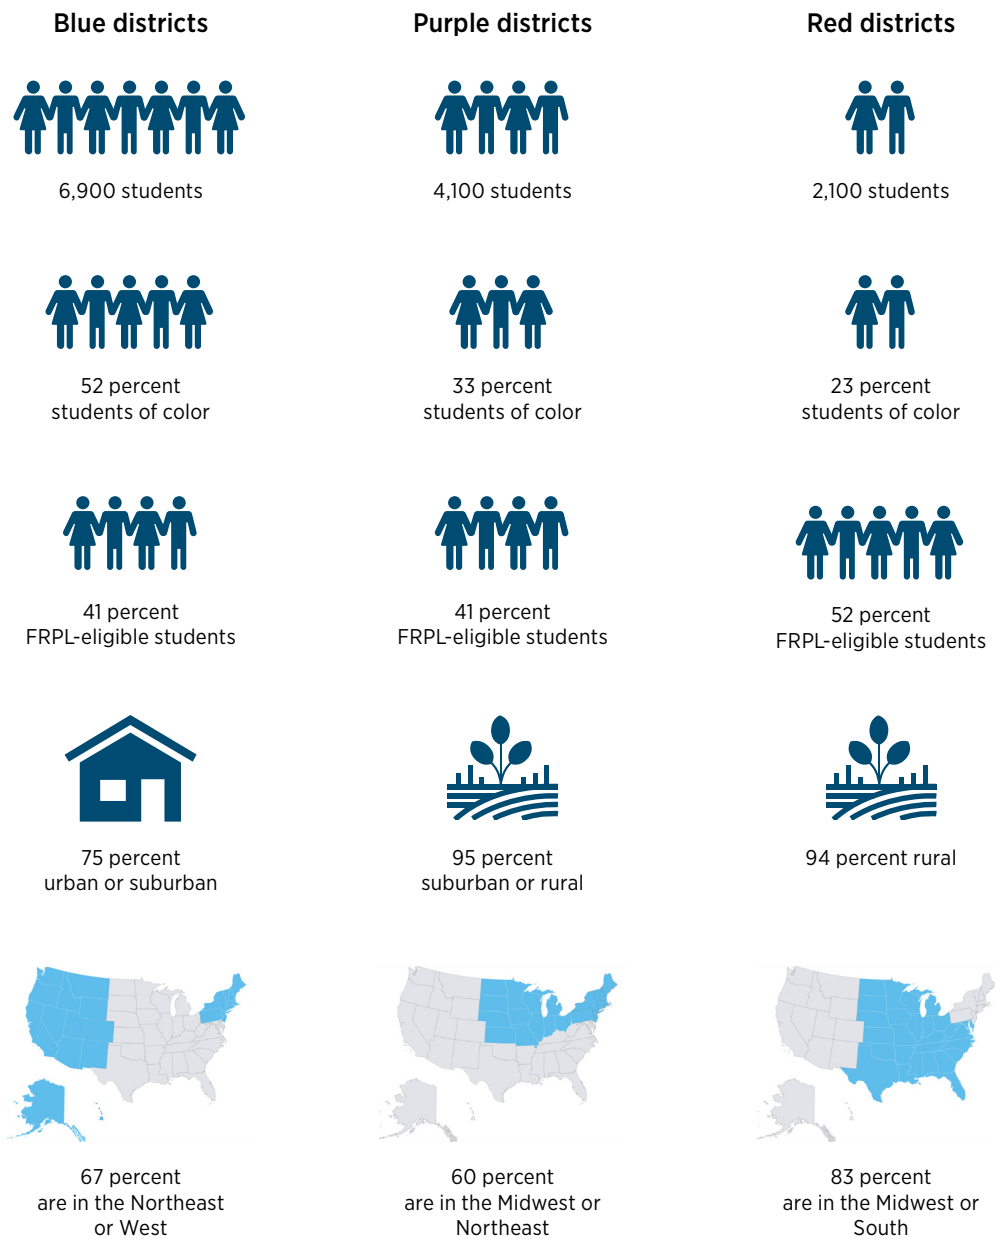 Blue districts
Purple districts
Red districts
6,900 students
4,100 students
2,100 students
52 percent
students of color
33 percent
students of color
23 percent
students of color
41 percent
FRPL-eligible students
41 percent
FRPL-eligible students
52 percent
FRPL-eligible students
75 percent
urban or suburban
95 percent
suburban or rural
94 percent rural
67 percent
are in the Northeast
or West
60 percent
are in the Midwest or
Northeast
83 percent
are in the Midwest or
South